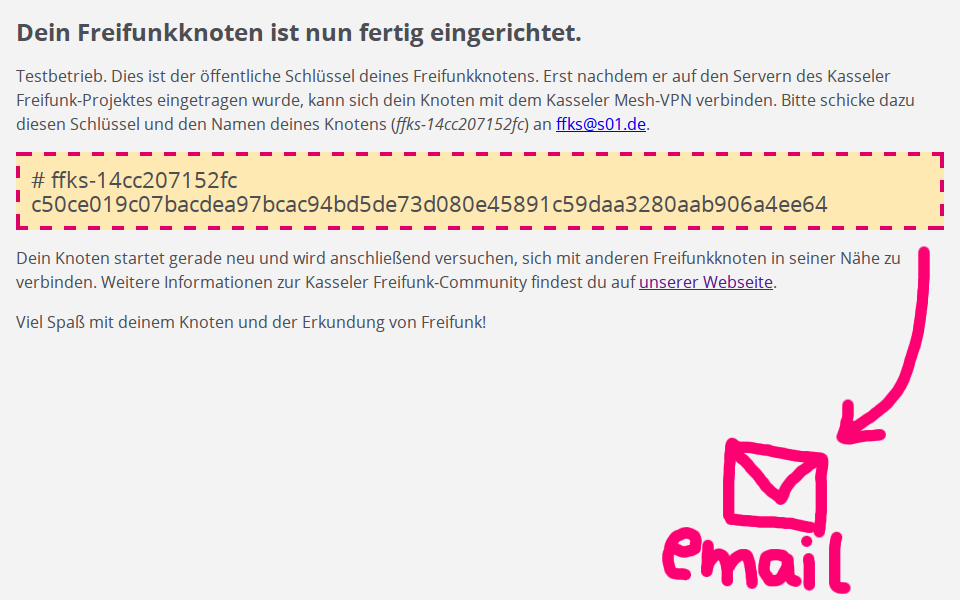 Dein Freifunkknoten ist nun fertig eingerichtet.
Testbetrieb. Dies ist der öffentliche Schlüssel deines Freifunkknotens. Erst nachdem er auf den Servern des Kasseler
Freifunk-Projektes eingetragen wurde, kann sich dein Knoten mit dem Kasseler Mesh-VPN verbinden. Bitte schicke dazu
diesen Schlüssel und den Namen deines Knotens (ffks-14cc207152fc) an ffks@s01.de.
# ffks-14cc207152fc
c50ce019c07bacdea97bcac94bd5de73d080e45891c59daa3280aab906a4ee64
Dein Knoten startet gerade neu und wird anschließend versuchen, sich mit anderen Freifunkknoten in seiner Nähe zu
verbinden. Weitere Informationen zur Kasseler Freifunk-Community findest du auf unserer Webseite.
Viel Spaß mit deinem Knoten und der Erkundung von Freifunk!
email